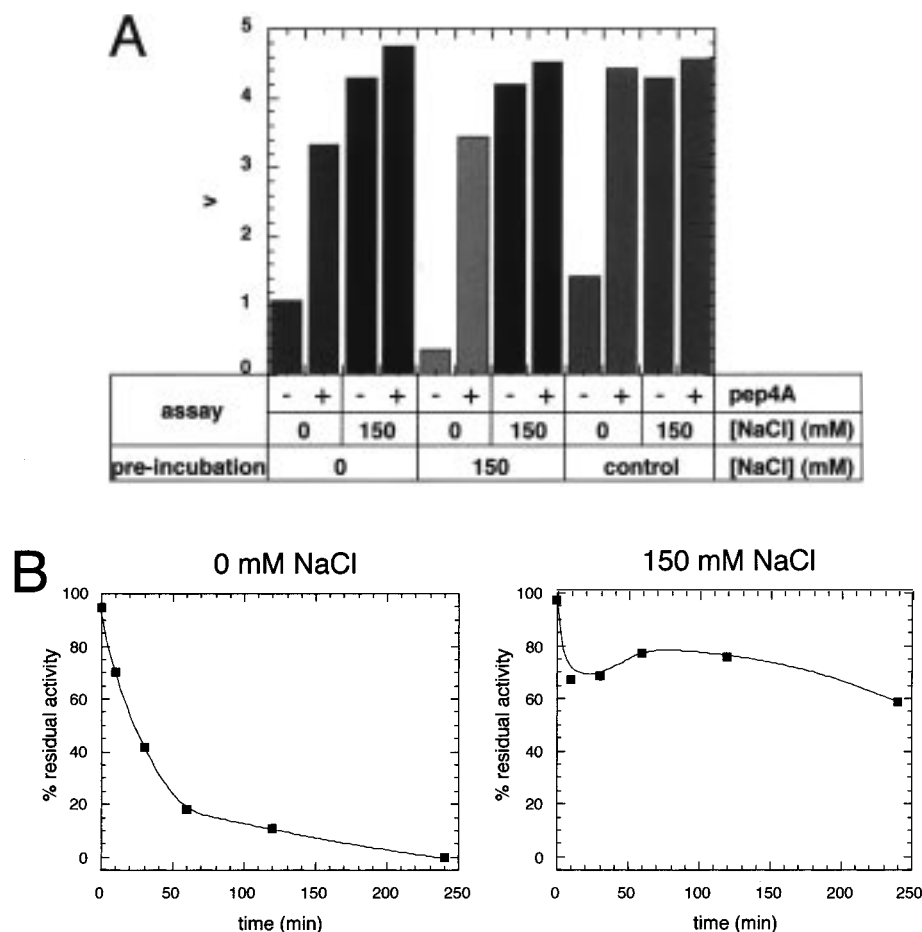 A
5
4
3
2
1
0
v
assay - + - + - + - + - + - + pep4A
0 150 0 150 0 150 [NaCl] (mM)
pre-incubation 0 150 control [NaCl] (mM)
B
0 mM NaCl
100
80
60
40
20
0
% residual activity
0 50 100 150 200 250
time (min)
150 mM NaCl
100
80
60
40
20
0
% residual activity
0 50 100 150 200 250
time (min)